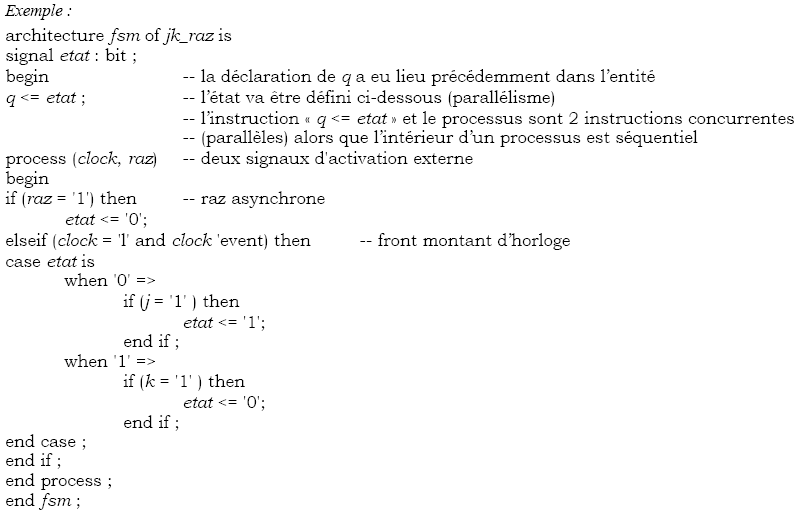 Exemple :
architecture fsm of jk_raz is
signal etat : bit ;
begin -- la déclaration de q a eu lieu précédemment dans l'entité
q <= etat ; -- l'état va être défini ci-dessous (parallélisme)
-- l'instruction « q <= etat » et le processus sont 2 instructions concurrentes
-- (parallèles) alors que l'intérieur d'un processus est séquentiel
process (clock, raz) -- deux signaux d'activation externe
begin
if (raz = '1') then -- raz asynchrone
etat <= '0';
elseif (clock = '1' and clock 'event) then -- front montant d'horloge
case etat is
when '0' =>
if (j = '1' ) then
etat <= '1';
end if ;
when '1' =>
if (k = '1' ) then
etat <= '0';
end if ;
end case ;
end if ;
end process ;
end fsm ;